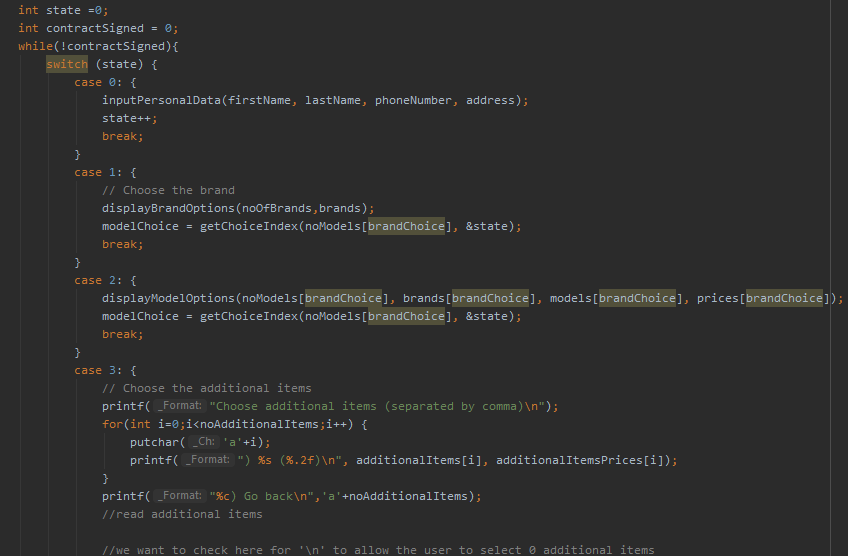 int state =0;
int contractSigned = 0;
while(!contractSigned){
switch (state) {
case 0: {
inputPersonalData(firstName, lastName, phoneNumber, address);
state++;
break;
}
case 1: {
// Choose the brand
displayBrandOptions(noOfBrands,brands);
modelChoice = getChoiceIndex(noModels[brandChoice], &state);
break;
}
case 2: {
displayModelOptions(noModels[brandChoice], brands[brandChoice], models[brandChoice], prices[brandChoice]);
modelChoice = getChoiceIndex(noModels[brandChoice], &state);
break;
}
case 3: {
// Choose the additional items
printf( _Format: "Choose additional items (separated by comma)\n");
for(int i=0;i<noAdditionalItems;i++) {
putchar( _Ch: 'a'+i);
printf( _Format: ") %s (%.2f)\n", additionalItems[i], additionalItemsPrices[i]);
}
printf( _Format: "%c) Go back\n",'a'+noAdditionalItems);
//read additional items
//we want to check here for '\n' to allow the user to select 0 additional items